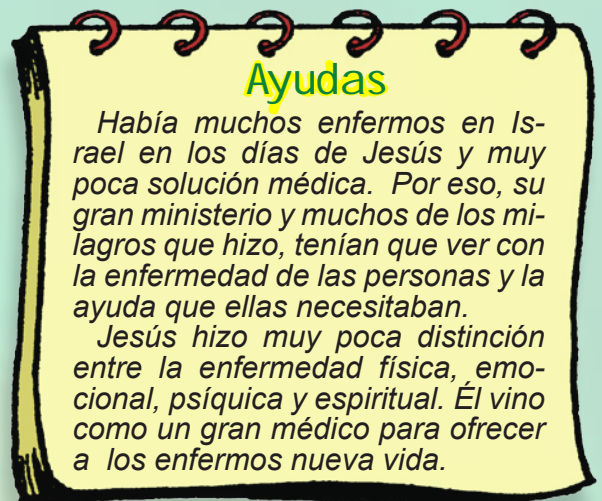 Ayudas
Había muchos enfermos en Is-
rael en los días de Jesús y muy
poca solución médica.  Por eso, su
gran ministerio y muchos de los mi-
lagros que hizo, tenían que ver con
la enfermedad de las personas y la
ayuda que ellas necesitaban.
Jesús hizo muy poca distinción
entre la enfermedad física, emo-
cional, psíquica y espiritual. Él vino
como un gran médico para ofrecer
a  los enfermos nueva vida.